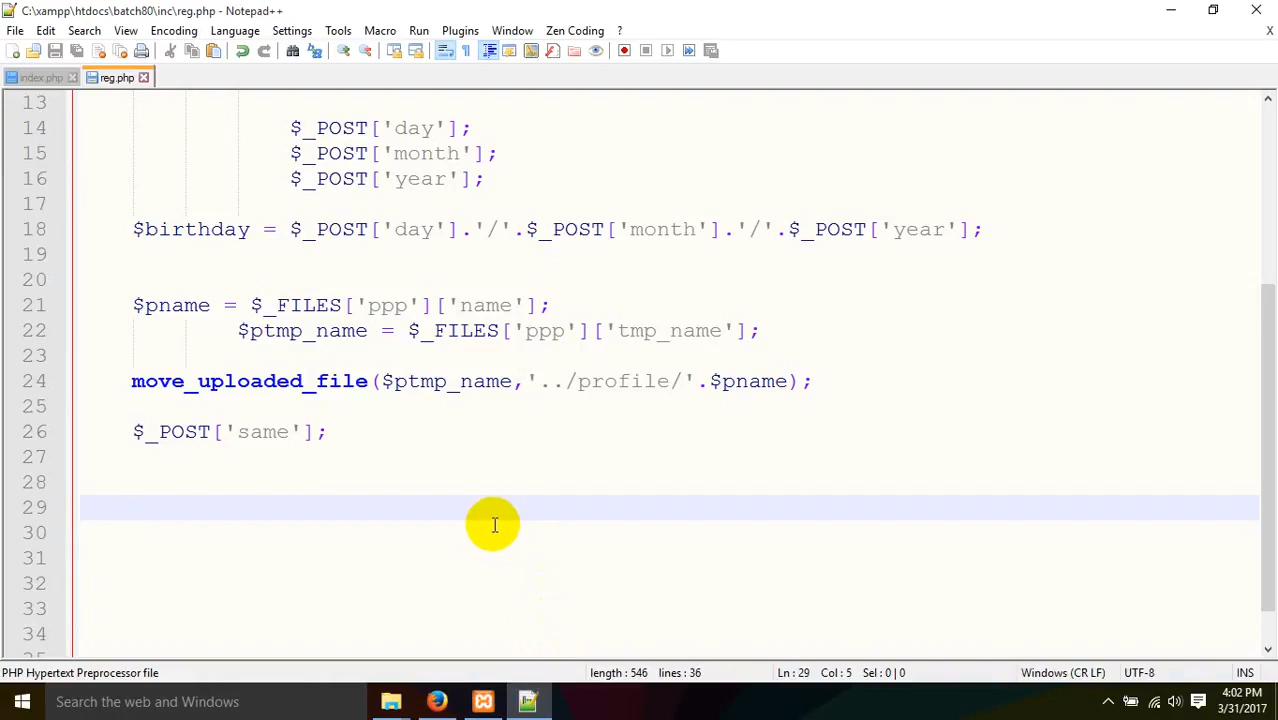 C:\xampp\htdocs\batch80\inc\reg.php - Notepad++
File Edit Search View Encoding Language Settings Tools Macro Run Plugins Window Zen Coding ? X
index.php reg.php
13
14 $_POST['day'];
15 $_POST['month'];
16 $_POST['year'];
17
18 $birthday = $_POST['day'].'/'.$_POST['month'].'/'.$_POST['year'];
19
20
21 $pname = $_FILES['ppp']['name'];
22 $ptmp_name = $_FILES['ppp']['tmp_name'];
23
24 move_uploaded_file($ptmp_name,'../profile/'.$pname);
25
26 $_POST['same'];
27
28
29
30
31
32
33
34
35
PHP Hypertext Preprocessor file length : 546 lines : 36 Ln : 29 Col : 5 Sel : 0 | 0 Windows (CR LF) UTF-8 INS
Search the web and Windows 4:02 PM
3/31/2017